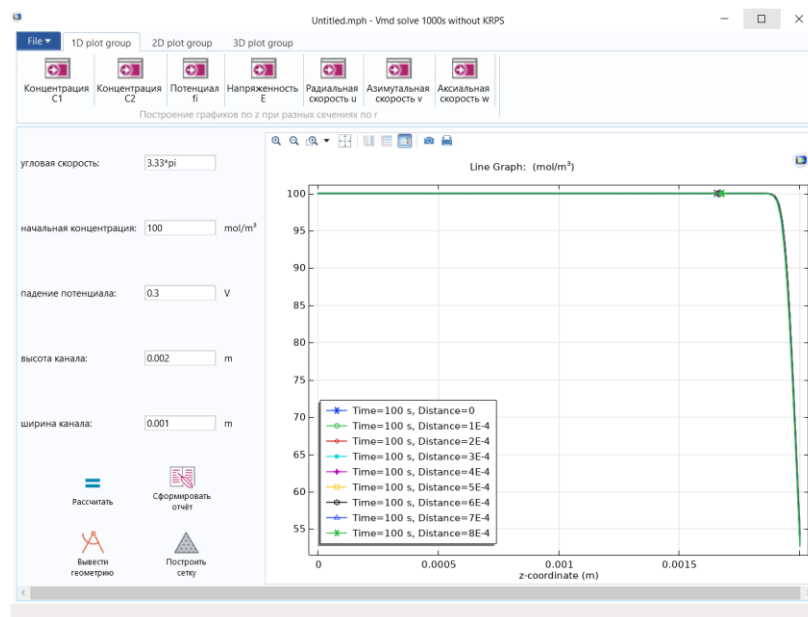 Untitled.mph - Vmd solve 1000s without KRPS
File
1D plot group
2D plot group
3D plot group
Концентрация
C1
Концентрация
C2
Потенциал
fi
Напряженность
E
Радиальная
скорость u
Азимутальная
скорость v
Аксиальная
скорость w
Построение графиков по z при разных сечениях по r
угловая скорость:
3.33*pi
начальная концентрация:
100
mol/m³
падение потенциала:
0.3
V
высота канала:
0.002
m
ширина канала:
0.001
m
Рассчитать
Сформировать
отчёт
Вывести
геометрию
Построить
сетку
Line Graph: (mol/m³)
100
95
90
85
80
75
70
65
60
55
Time=100 s, Distance=0
Time=100 s, Distance=1E-4
Time=100 s, Distance=2E-4
Time=100 s, Distance=3E-4
Time=100 s, Distance=4E-4
Time=100 s, Distance=5E-4
Time=100 s, Distance=6E-4
Time=100 s, Distance=7E-4
Time=100 s, Distance=8E-4
0
0.0005
0.001
0.0015
z-coordinate (m)